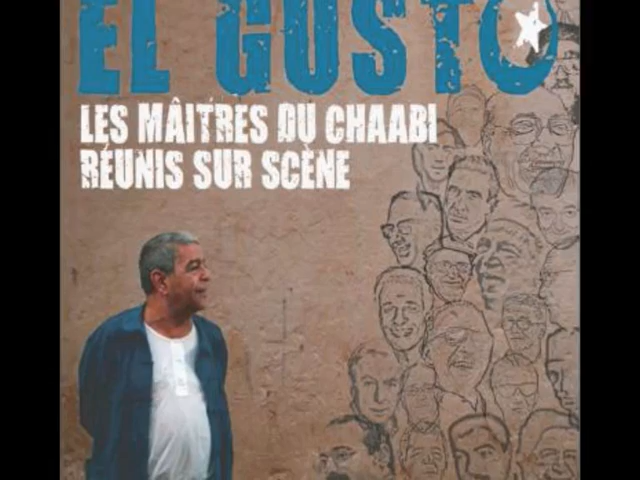 EL GUSTO
LES MÂITRES DU CHAABI
RÉUNIS SUR SCÈNE